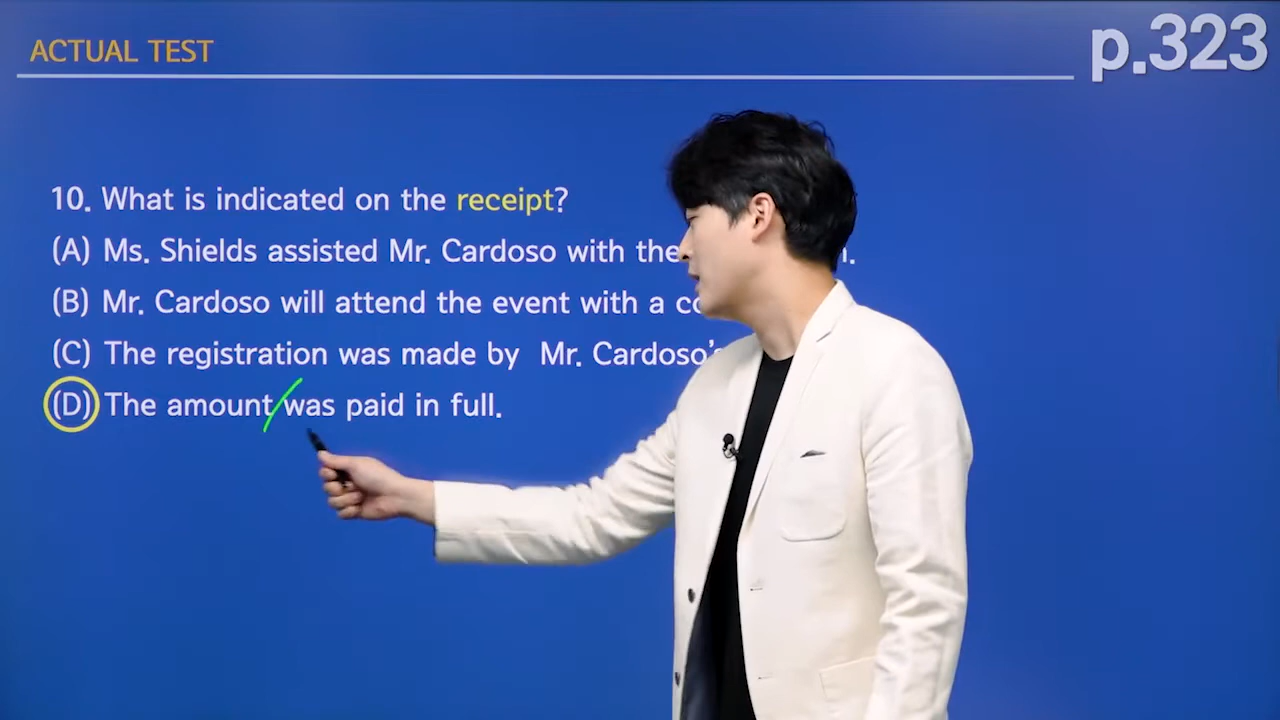 ACTUAL TEST
p.323
10. What is indicated on the receipt?
(A) Ms. Shields assisted Mr. Cardoso with the
(B) Mr. Cardoso will attend the event with a
(C) The registration was made by Mr. Cardoso's
(D) The amount was paid in full.